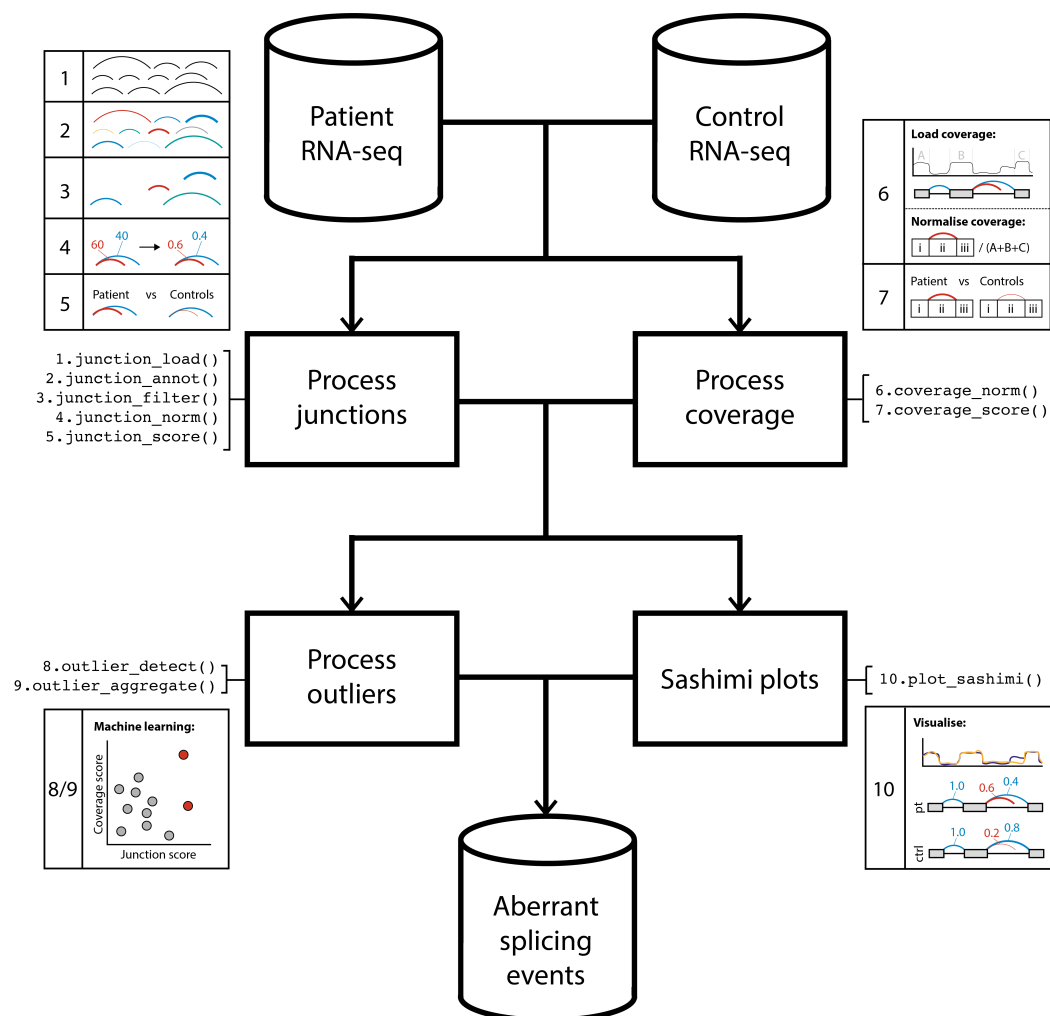 Patient
RNA-seq
Control
RNA-seq
1
2
3
4
60
40
0.6
0.4
5
Patient vs Controls
6
Load coverage:
A
B
C
Normalise coverage:
i ii iii / (A+B+C)
7
Patient vs Controls
i ii iii i ii iii
1.junction_load()
2.junction_annot()
3.junction_filter()
4.junction_norm()
5.junction_score()
Process
junctions
Process
coverage
6.coverage_norm()
7.coverage_score()
8.outlier_detect()
9.outlier_aggregate()
Process
outliers
Sashimi plots
10.plot_sashimi()
8/9
Machine learning:
Coverage score
Junction score
10
Visualise:
pt
1.0
0.6
0.4
ctrl
1.0
0.2
0.8
Aberrant
splicing
events